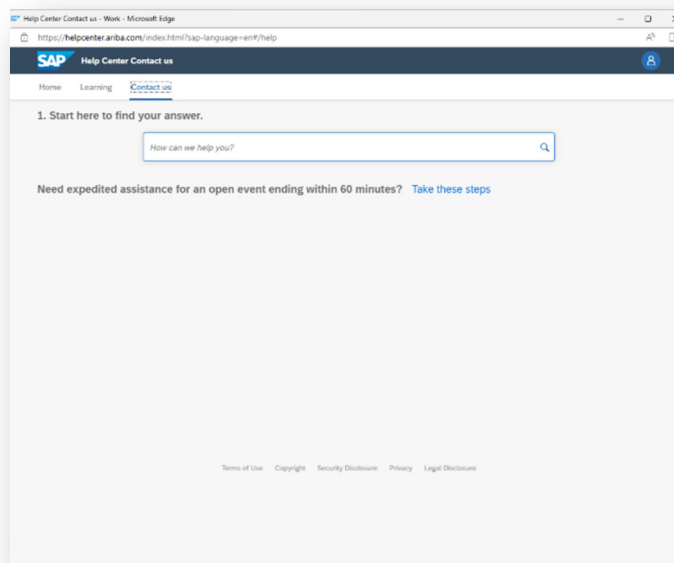 Help Center Contact us - Work - Microsoft Edge
https://helpcenter.ariba.com/index.html?sap-language=en#/help
SAP Help Center Contact us
Home Learning Contact us
1. Start here to find your answer.
How can we help you?
Need expedited assistance for an open event ending within 60 minutes? Take these steps
Terms of Use Copyright Security Disclosure Privacy Legal Disclosure